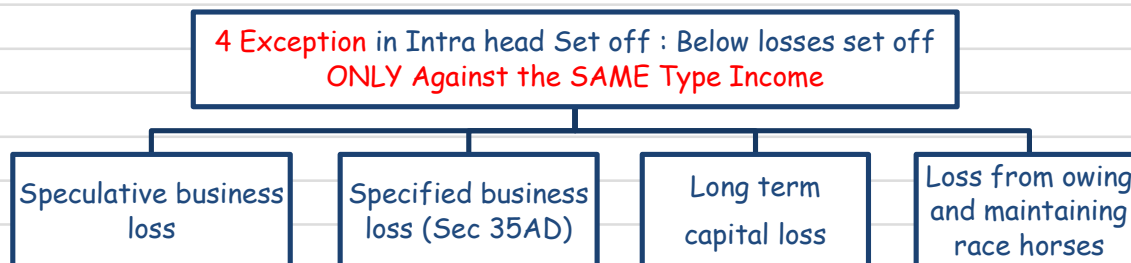 4 Exception in Intra head Set off : Below losses set off
ONLY Against the SAME Type Income
Speculative business
loss
Specified business
loss (Sec 35AD)
Long term
capital loss
Loss from owing
and maintaining
race horses